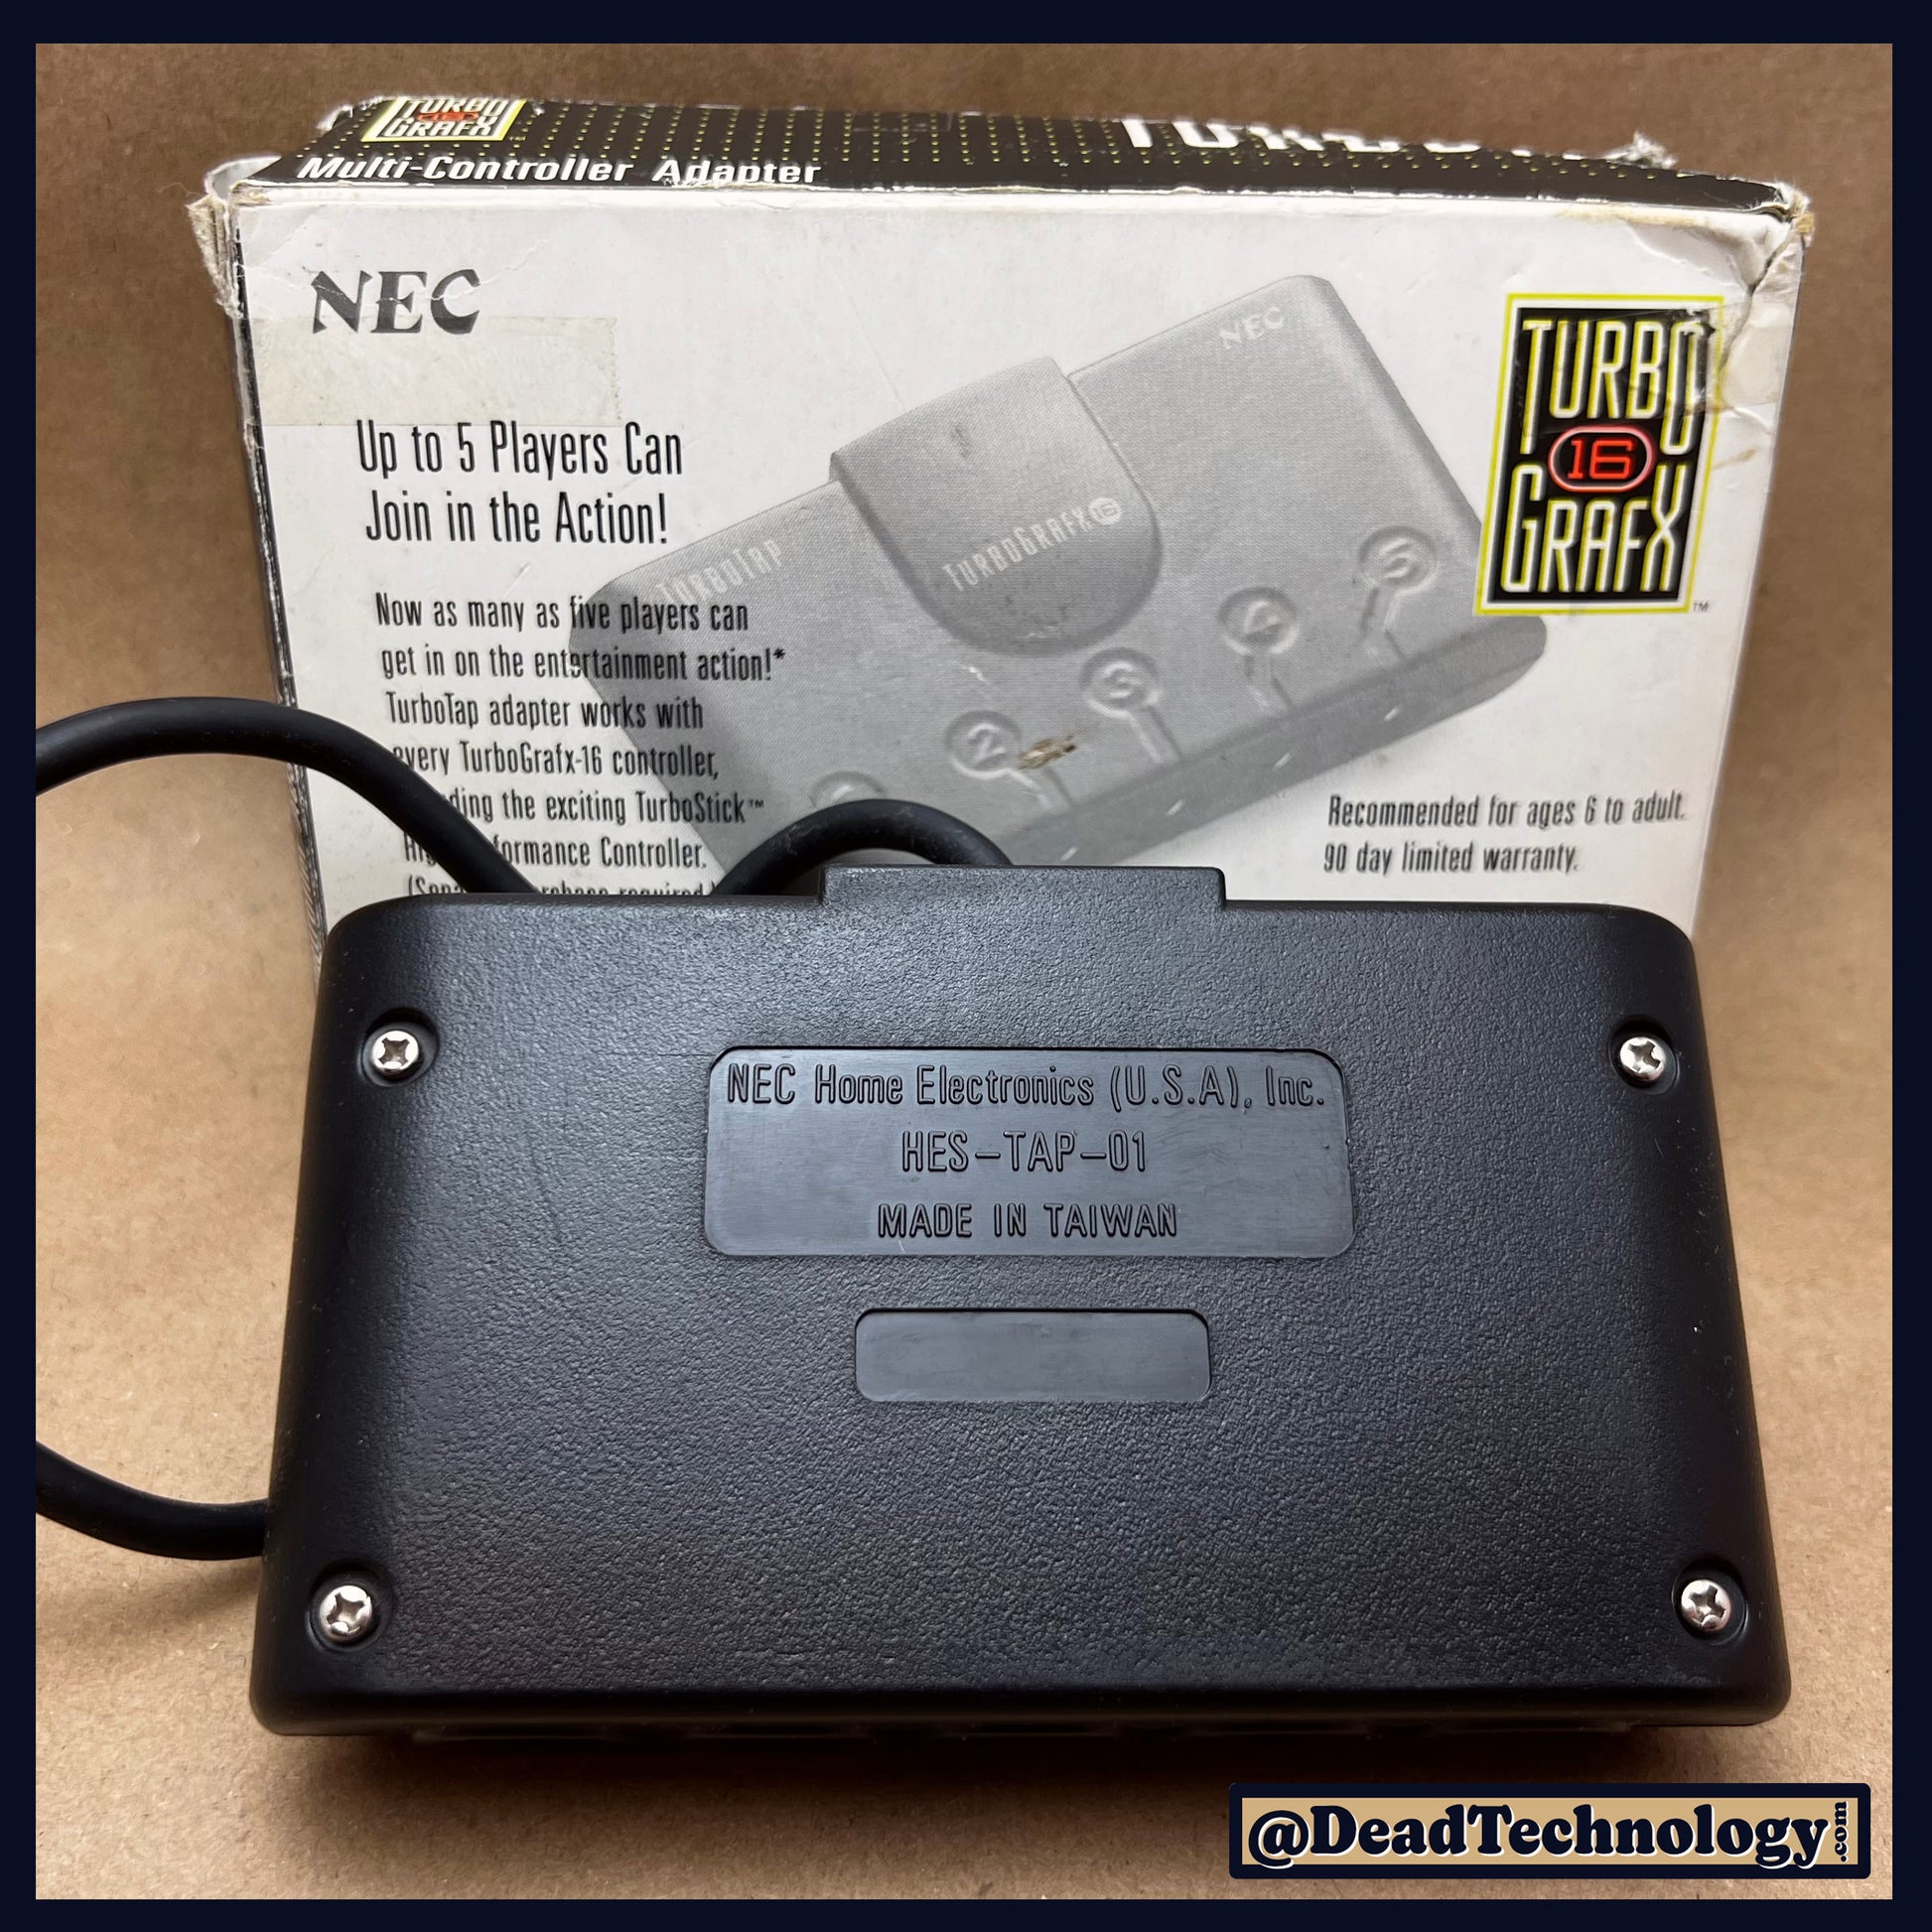 TURBO
16
GRAFX
TM
Multi-Controller Adapter
NEC
Up to 5 Players Can
Join in the Action!
Now as many as five players can
get in on the entertainment action!*
TurboTap adapter works with
every TurboGrafx-16 controller,
the exciting TurboStick™
Controller.
required
NEC
TURBOTAP
TURBOGRAFX 16
2
3
4
5
TURBO
16
GRAFX
TM
Recommended for ages 6 to adult.
90 day limited warranty.
NEC Home Electronics (U.S.A), Inc.
HES-TAP-01
MADE IN TAIWAN
@DeadTechnology.com